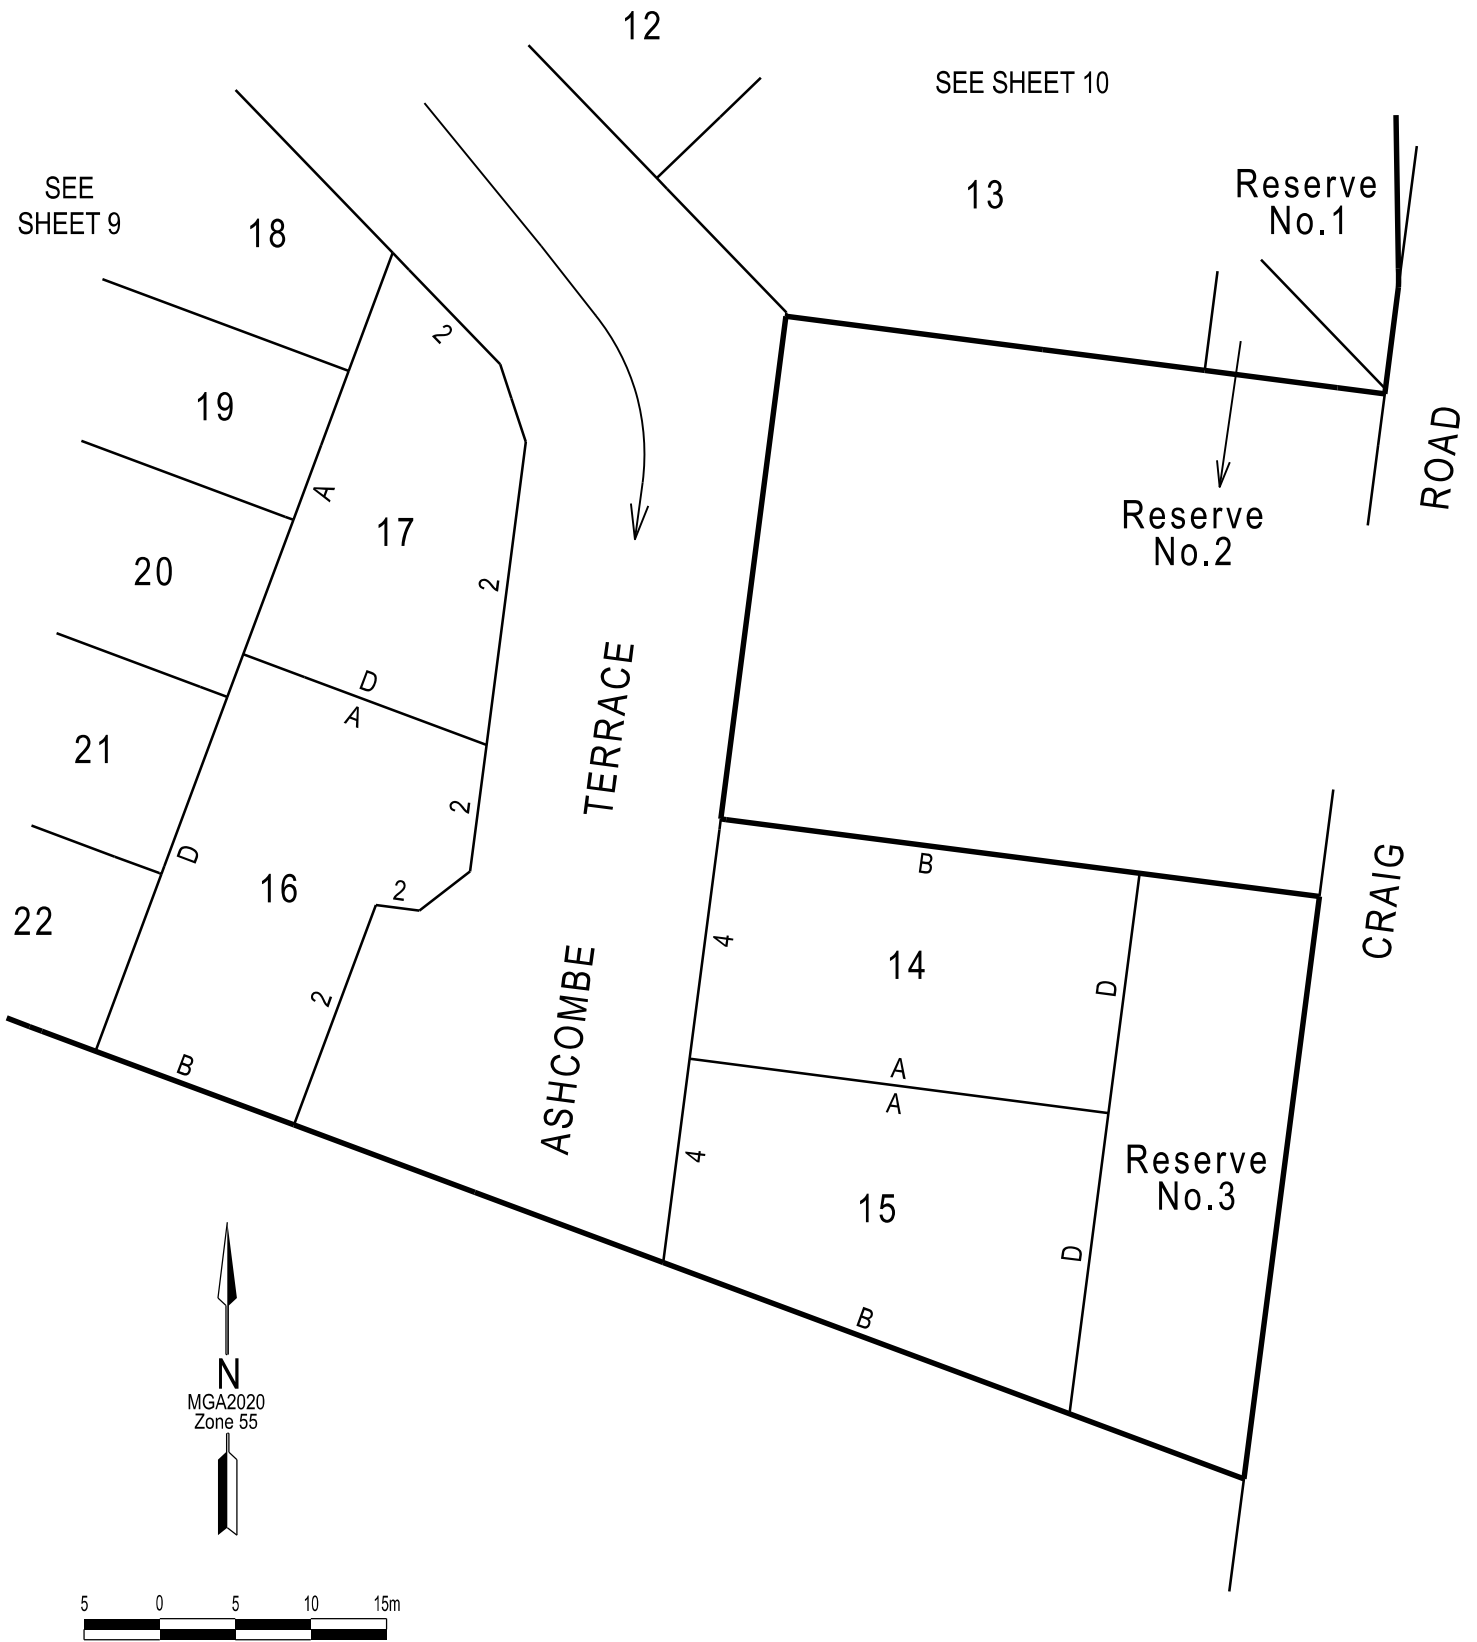 12
SEE SHEET 10
SEE
SHEET 9
18
13
Reserve
No.1
2
19
A
17
ROAD
Reserve
No.2
20
2
D
A
TERRACE
21
2
D
16
2
B
CRAIG
22
2
4
14
D
ASHCOMBE
B
A
A
4
15
Reserve
No.3
D
B
N
MGA2020
Zone 55
5 0 5 10 15m